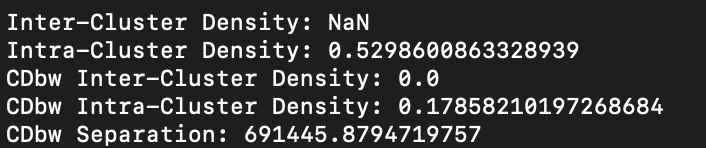 Inter-Cluster Density: NaN
Intra-Cluster Density: 0.5298600863328939
CDbw Inter-Cluster Density: 0.0
CDbw Intra-Cluster Density: 0.17858210197268684
CDbw Separation: 691445.8794719757